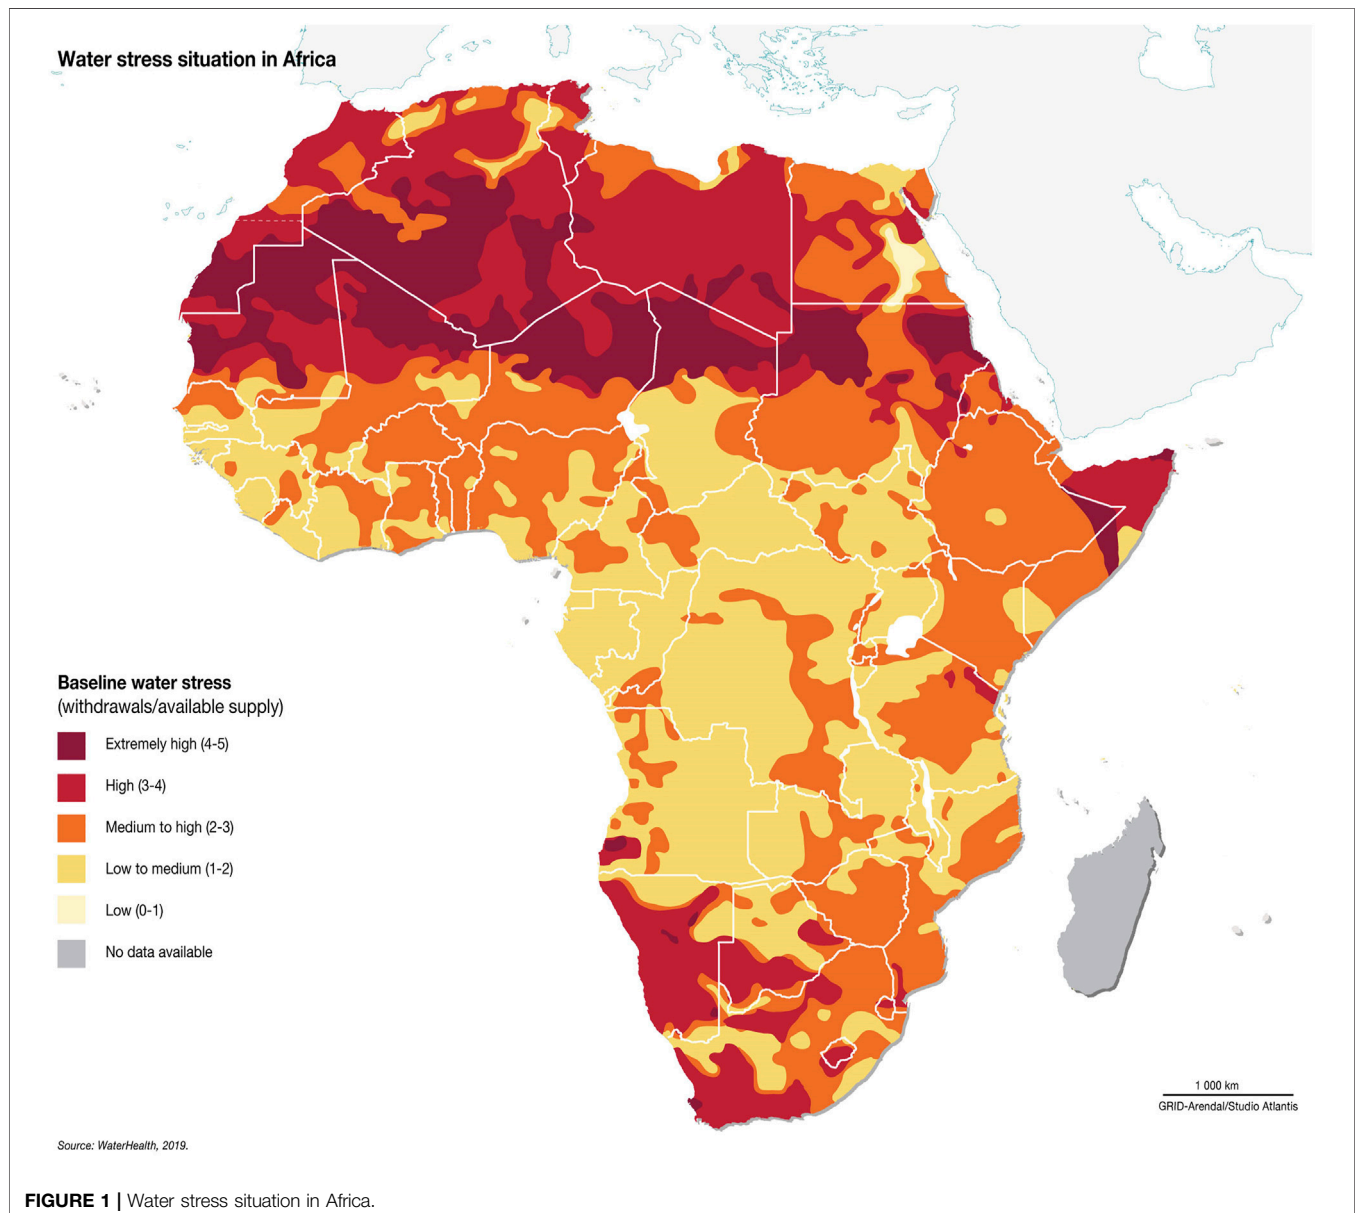 Water stress situation in Africa
Baseline water stress
(withdrawals/available supply)
Extremely high (4-5)
High (3-4)
Medium to high (2-3)
Low to medium (1-2)
Low (0-1)
No data available
1 000 km
GRID-Arendal/Studio Atlantis
Source: WaterHealth, 2019.
FIGURE 1 | Water stress situation in Africa.